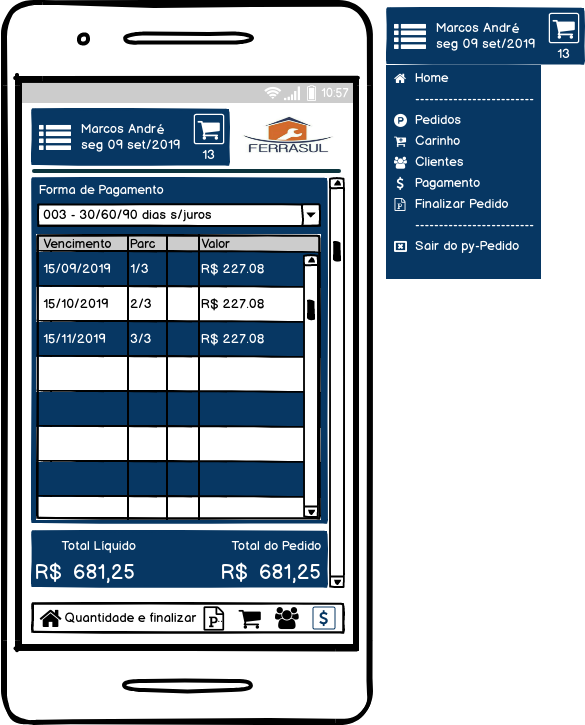 10:57
Marcos André
seg 09 set/2019
13
FERRASUL
Forma de Pagamento
003 - 30/60/90 dias s/juros
Vencimento Parc Valor
15/09/2019 1/3 R$ 227.08
15/10/2019 2/3 R$ 227.08
15/11/2019 3/3 R$ 227.08
Total Líquido Total do Pedido
R$ 681,25 R$ 681,25
Quantidade e finalizar P $
Marcos André
seg 09 set/2019
13
Home
-------------------------
P Pedidos
Carinho
Clientes
$ Pagamento
P Finalizar Pedido
-------------------------
Sair do py-Pedido